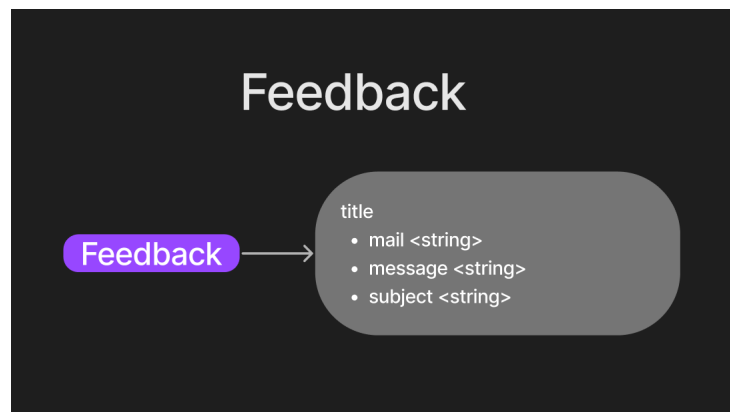 Feedback
Feedback
title
• mail <string>
• message <string>
• subject <string>